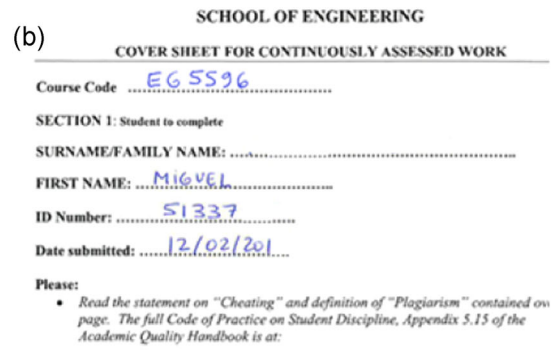 SCHOOL OF ENGINEERING
(b)
COVER SHEET FOR CONTINUOUSLY ASSESSED WORK
Course Code ...EG5596...
SECTION 1: Student to complete
SURNAME/FAMILY NAME: ...
FIRST NAME: ...MIGUEL...
ID Number: ...51337...
Date submitted: ...12/02/201...
Please:
• Read the statement on "Cheating" and definition of "Plagiarism" contained ov
page. The full Code of Practice on Student Discipline, Appendix 5.15 of the
Academic Quality Handbook is at: